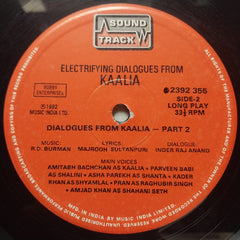 SOUND
TRACK
ELECTRIFYING DIALOGUES FROM
KAALIA
ROBBY
ENTERPRISES
℗ 1982
MUSIC INDIA LTD.
2392 355
SIDE-2
LONG PLAY
33⅓ RPM
DIALOGUES FROM KAALIA – PART 2
MUSIC:
R.D. BURMAN
LYRICS:
MAJROOH SULTANPURI
DIALOGUE:
INDER RAJ ANAND
MAIN VOICES
AMITABH BACHCHAN AS KAALIA • PARVEEN BABI
AS SHALINI • ASHA PAREKH AS SHANTA • KADER
KHAN AS SHYAMLAL • PRAN AS RAGHUBIR SINGH
• AMJAD KHAN AS SHAHANI SETH